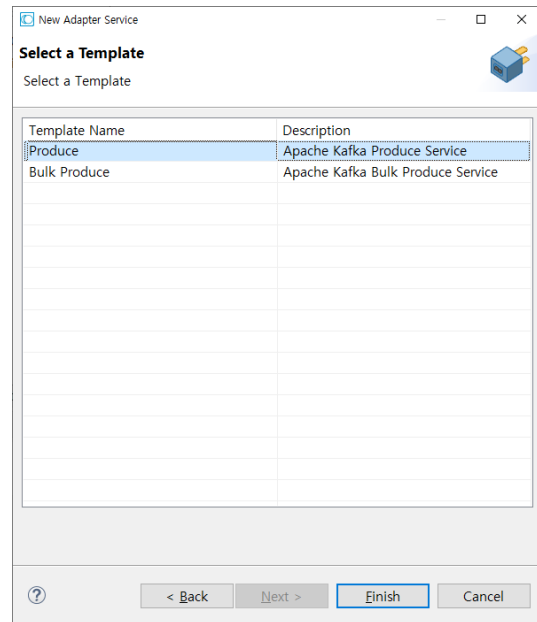 New Adapter Service
Select a Template
Select a Template
Template Name Description
Produce Apache Kafka Produce Service
Bulk Produce Apache Kafka Bulk Produce Service
? < Back Next > Finish Cancel